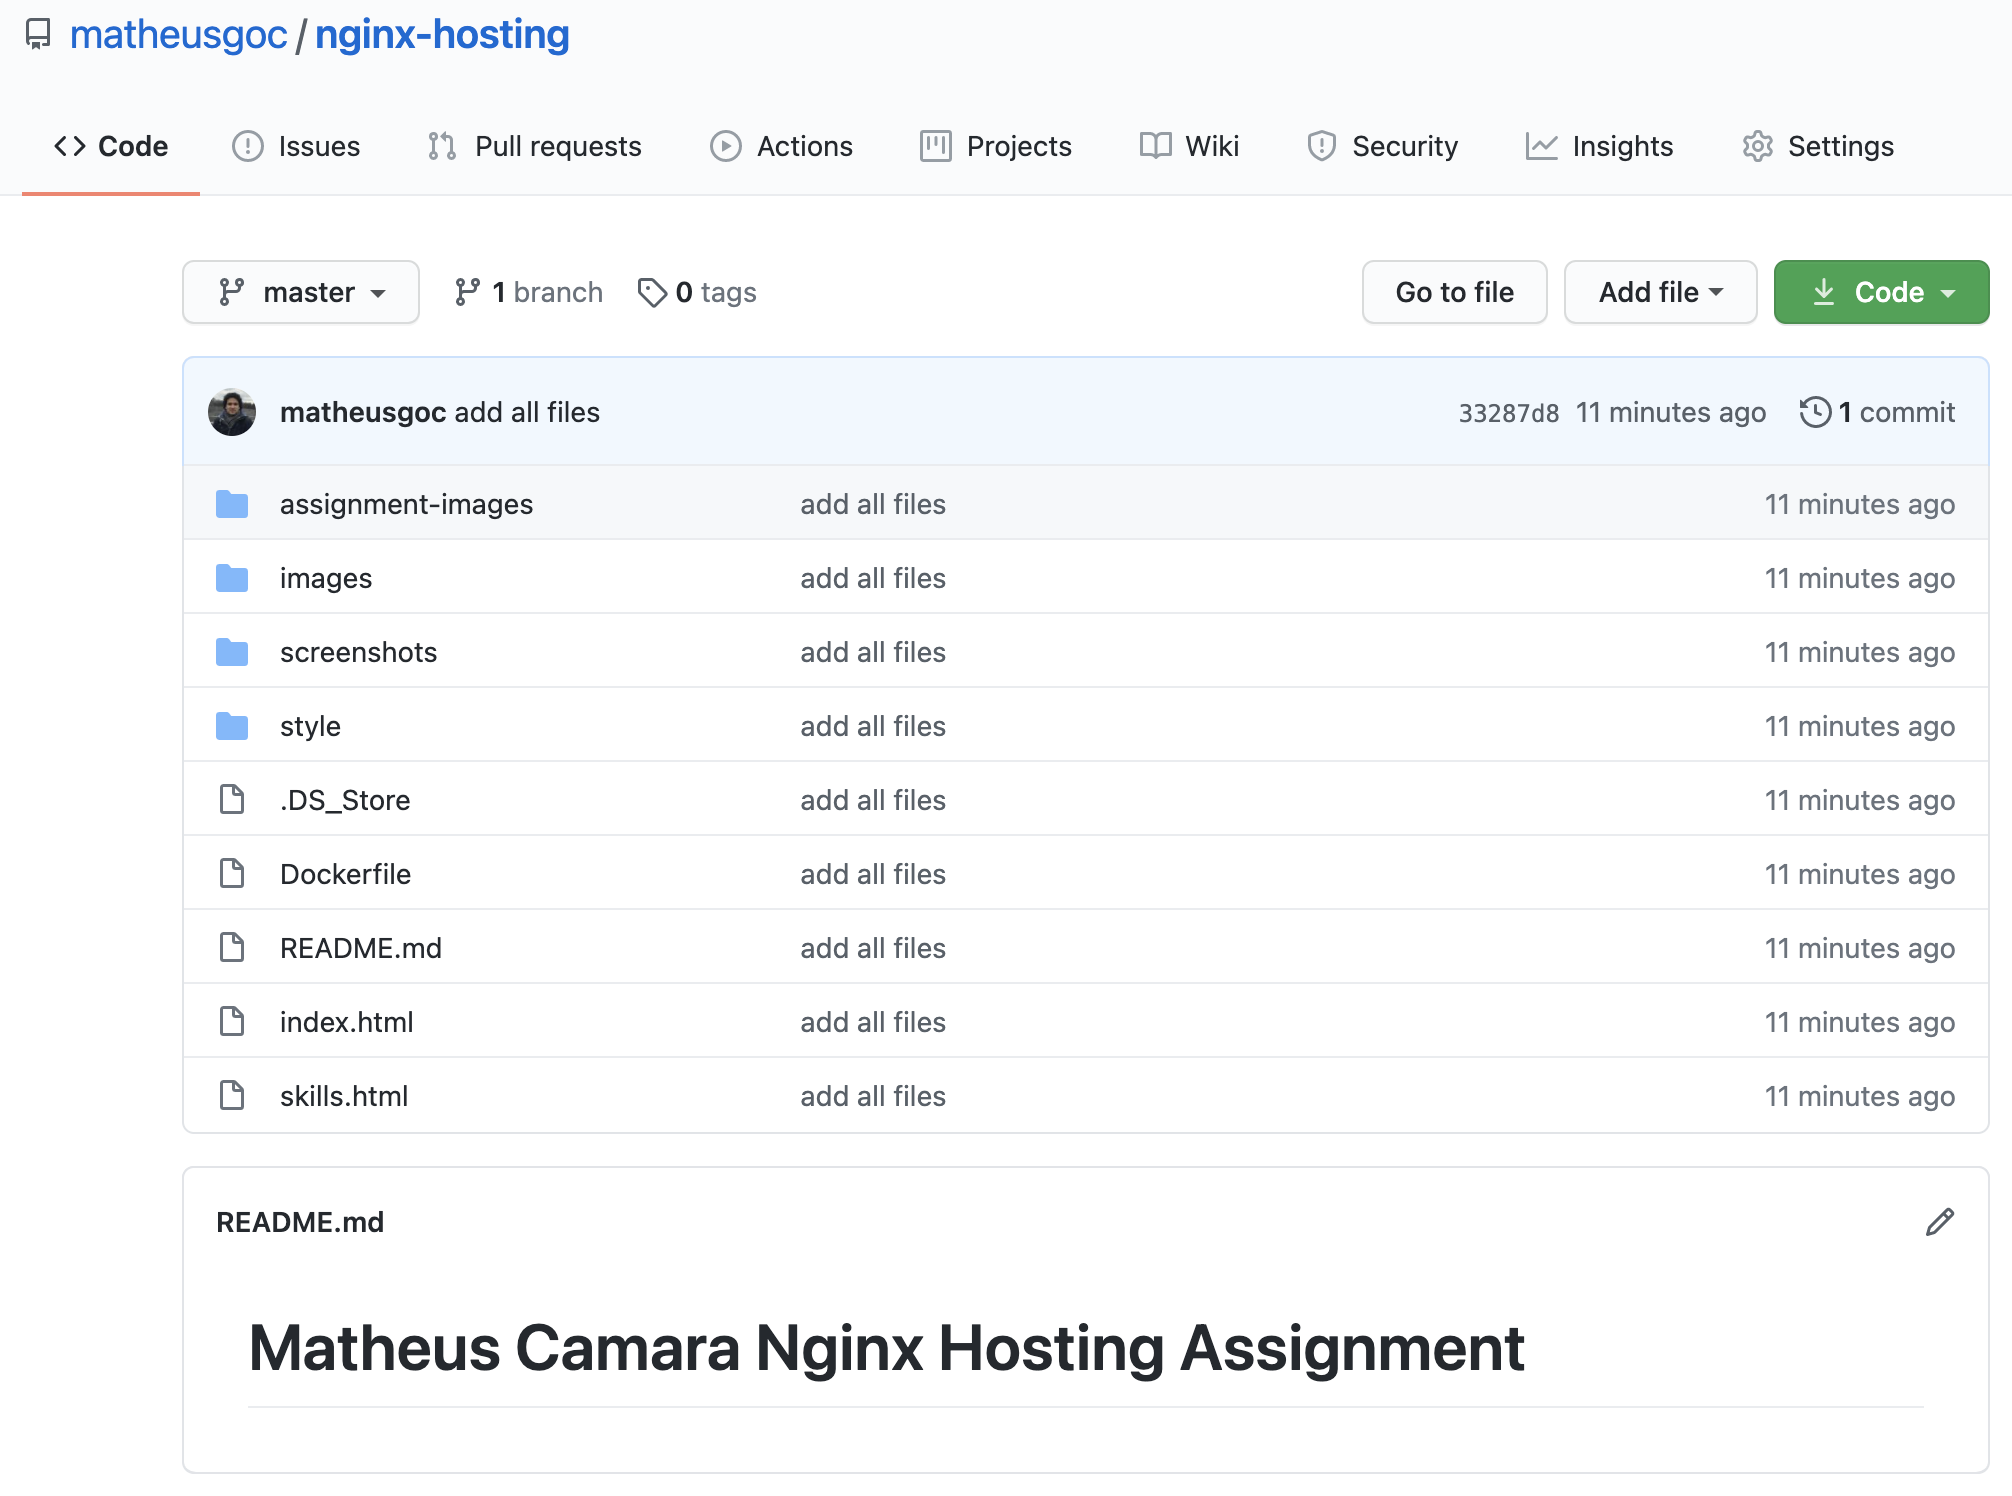 matheusgoc / nginx-hosting
Code Issues Pull requests Actions Projects Wiki Security Insights Settings
master 1 branch 0 tags Go to file Add file Code
matheusgoc add all files 33287d8 11 minutes ago 1 commit
assignment-images add all files 11 minutes ago
images add all files 11 minutes ago
screenshots add all files 11 minutes ago
style add all files 11 minutes ago
.DS_Store add all files 11 minutes ago
Dockerfile add all files 11 minutes ago
README.md add all files 11 minutes ago
index.html add all files 11 minutes ago
skills.html add all files 11 minutes ago
README.md
Matheus Camara Nginx Hosting Assignment